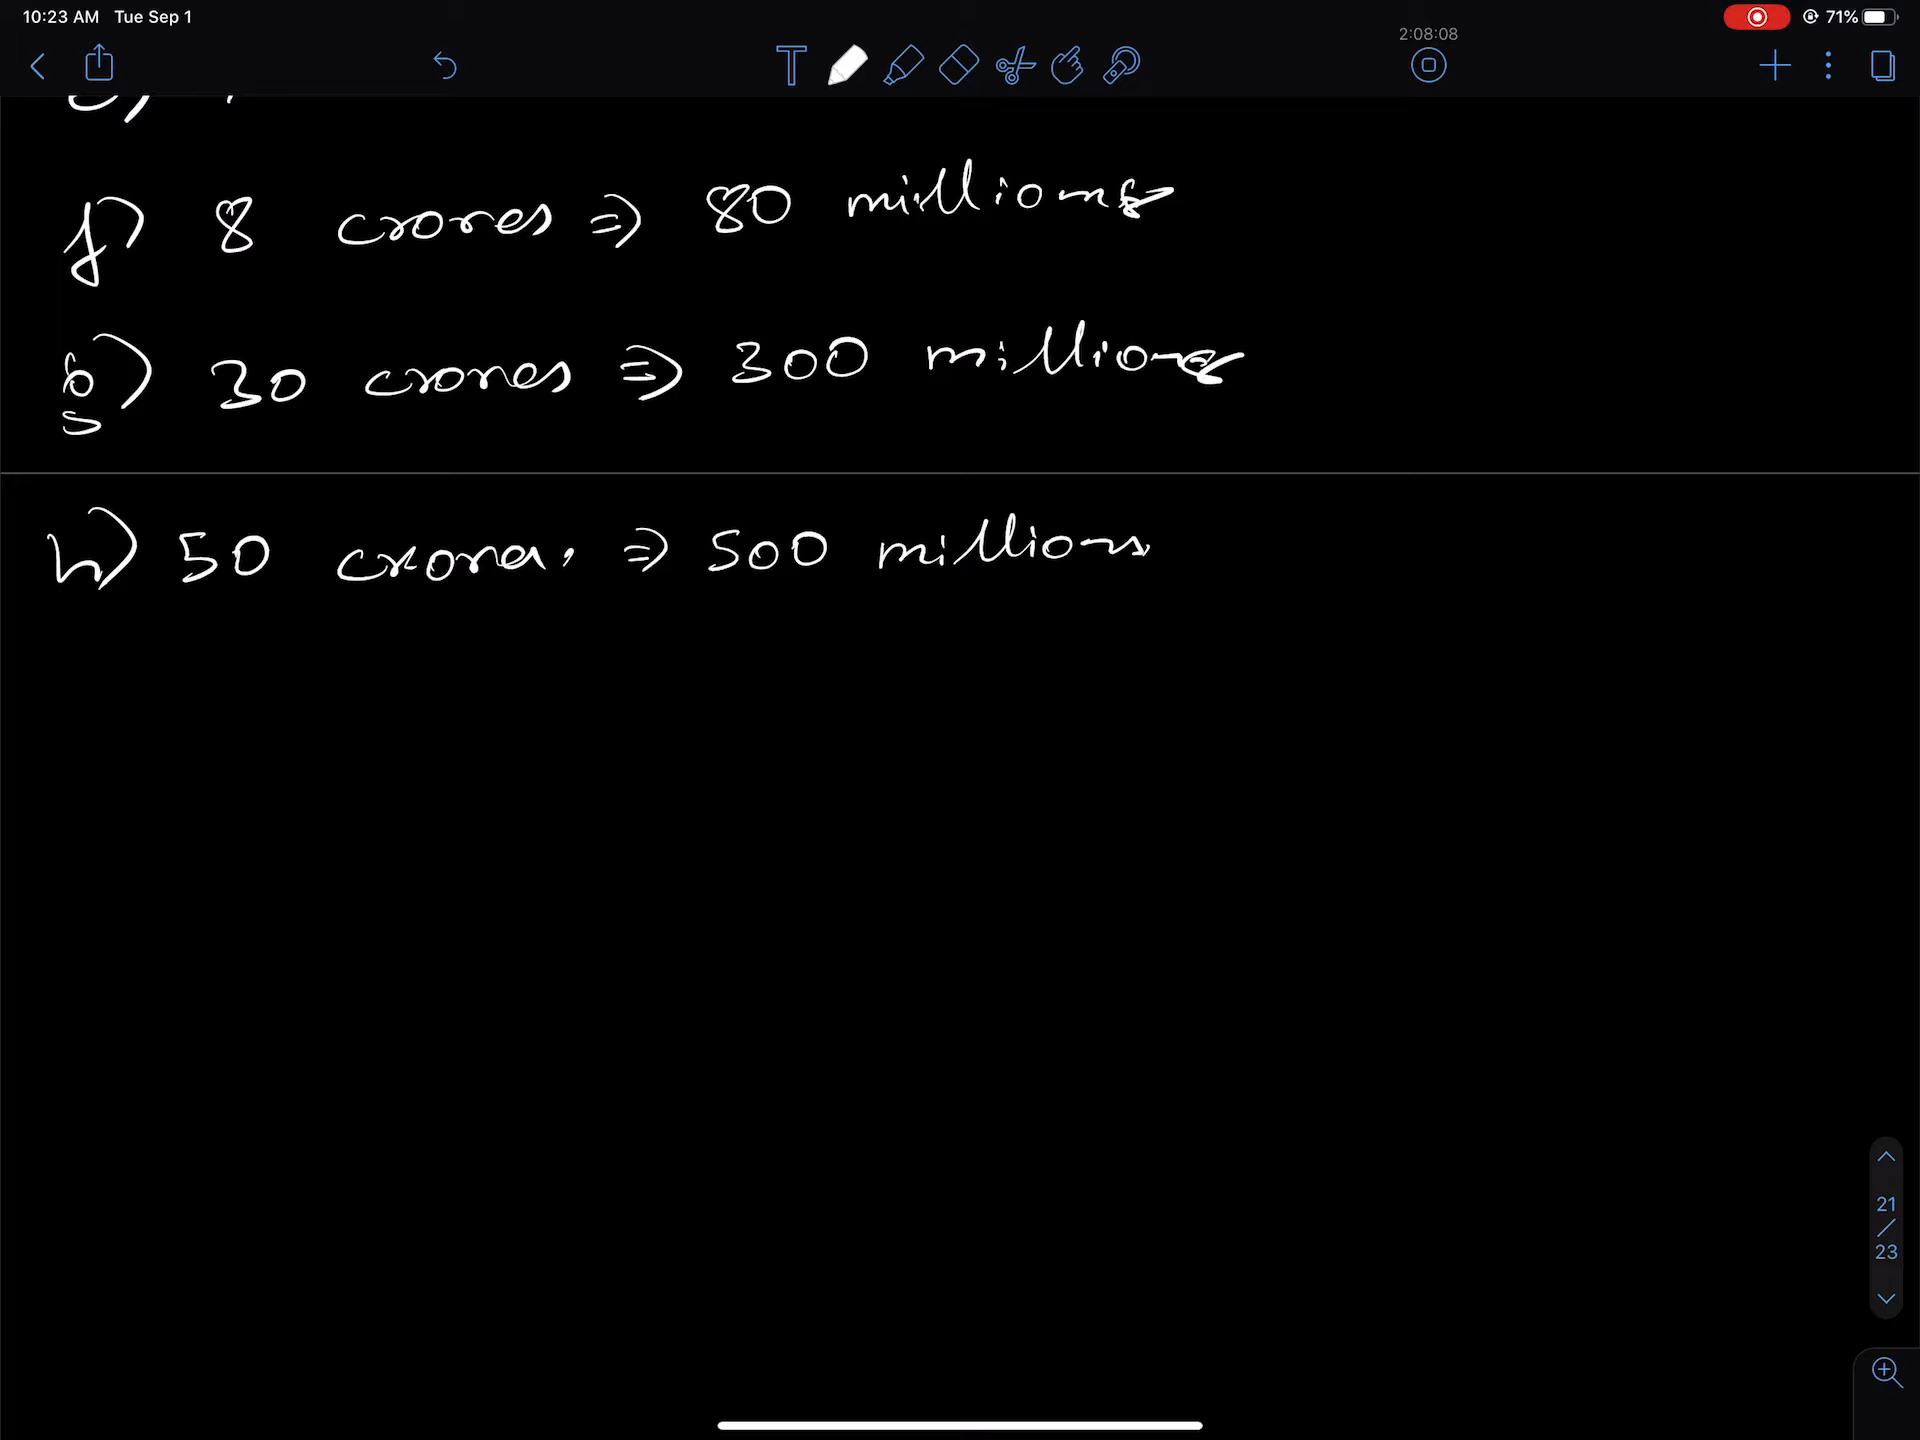 10:23 AM Tue Sep 1
71%
2:08:08
f) 8 crores ⇒ 80 millions
g) 30 crores ⇒ 300 millions
h) 50 ⇒ 500 millions
21
/
23